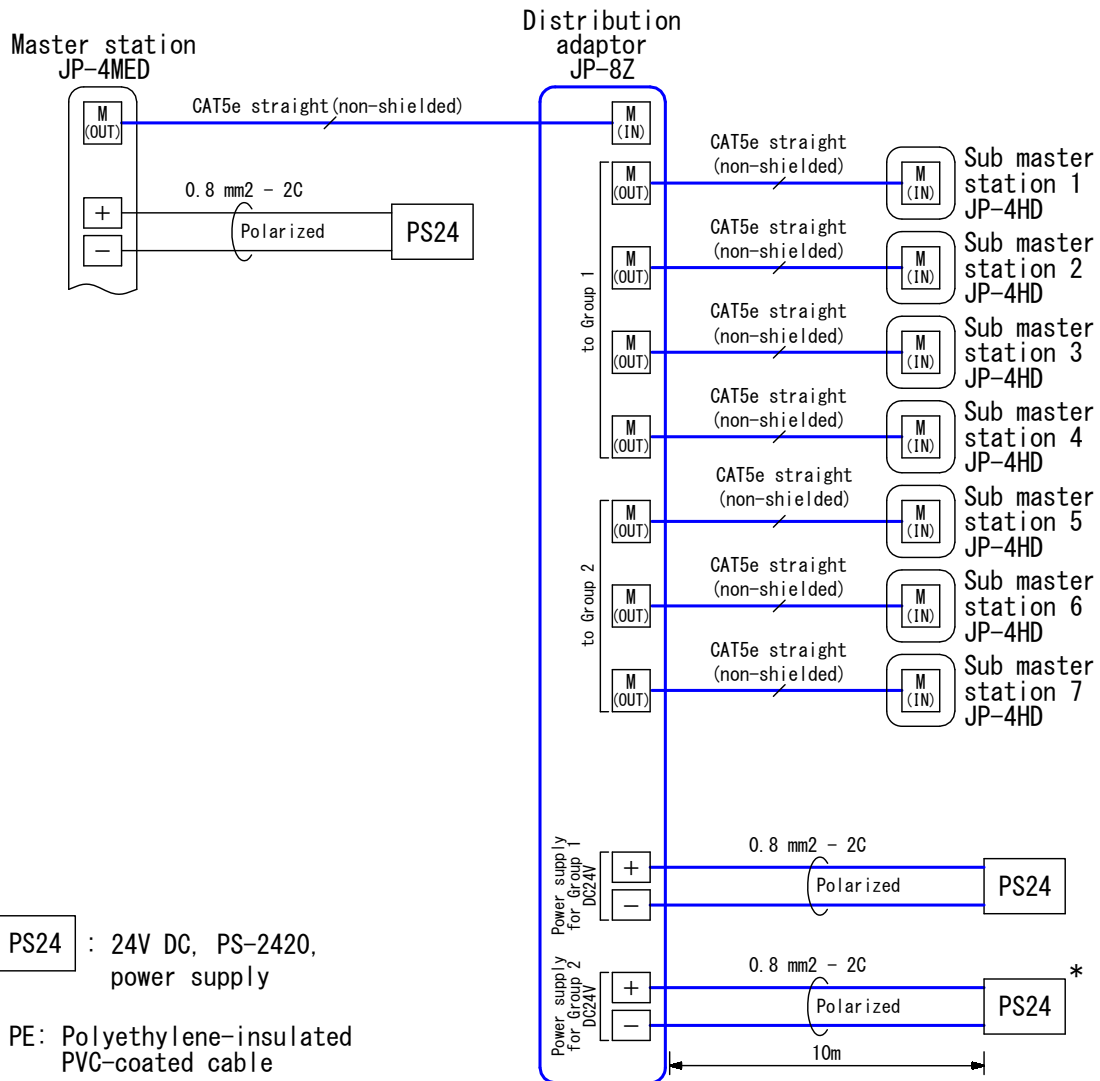 Distribution
adaptor
JP-8Z
Master station
JP-4MED
M
(OUT)
CAT5e straight(non-shielded)
M
(IN)
0.8 mm2 - 2C
+
-
Polarized
PS24
to Group 1
M
(OUT)
CAT5e straight
(non-shielded)
M
(IN)
Sub master
station 1
JP-4HD
M
(OUT)
CAT5e straight
(non-shielded)
M
(IN)
Sub master
station 2
JP-4HD
M
(OUT)
CAT5e straight
(non-shielded)
M
(IN)
Sub master
station 3
JP-4HD
M
(OUT)
CAT5e straight
(non-shielded)
M
(IN)
Sub master
station 4
JP-4HD
to Group 2
M
(OUT)
CAT5e straight
(non-shielded)
M
(IN)
Sub master
station 5
JP-4HD
M
(OUT)
CAT5e straight
(non-shielded)
M
(IN)
Sub master
station 6
JP-4HD
M
(OUT)
CAT5e straight
(non-shielded)
M
(IN)
Sub master
station 7
JP-4HD
Power supply
for Group 1
DC24V
+
-
0.8 mm2 - 2C
Polarized
PS24
Power supply
for Group 2
DC24V
+
-
0.8 mm2 - 2C
Polarized
PS24
*
10m
PS24 : 24V DC, PS-2420,
power supply
PE: Polyethylene-insulated
PVC-coated cable